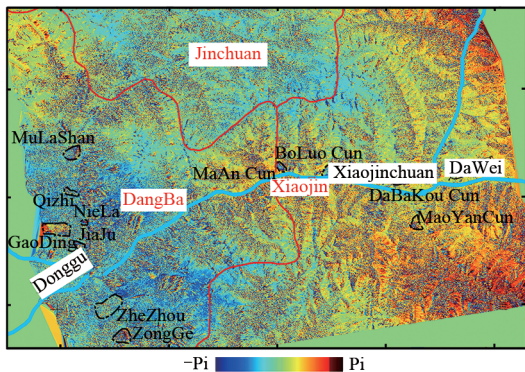 Jinchuan
MuLaShan
BoLuo Cun
MaAn Cun
Xiaojinchuan
DaWei
Xiaojin
DangBa
DaBaKou Cun
Qizhi
NieLa
MaoYanCun
GaoDing
JiaJu
Donggu
ZheZhou
ZongGe
−Pi
Pi